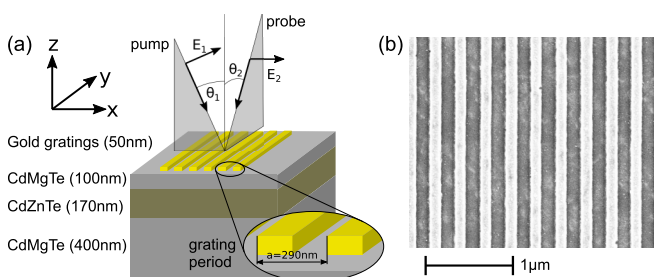 (a)
z
y
x
pump
E1
θ1
probe
θ2
E2
Gold gratings (50nm)
CdMgTe (100nm)
CdZnTe (170nm)
CdMgTe (400nm)
grating
period
a=290nm
(b)
1μm